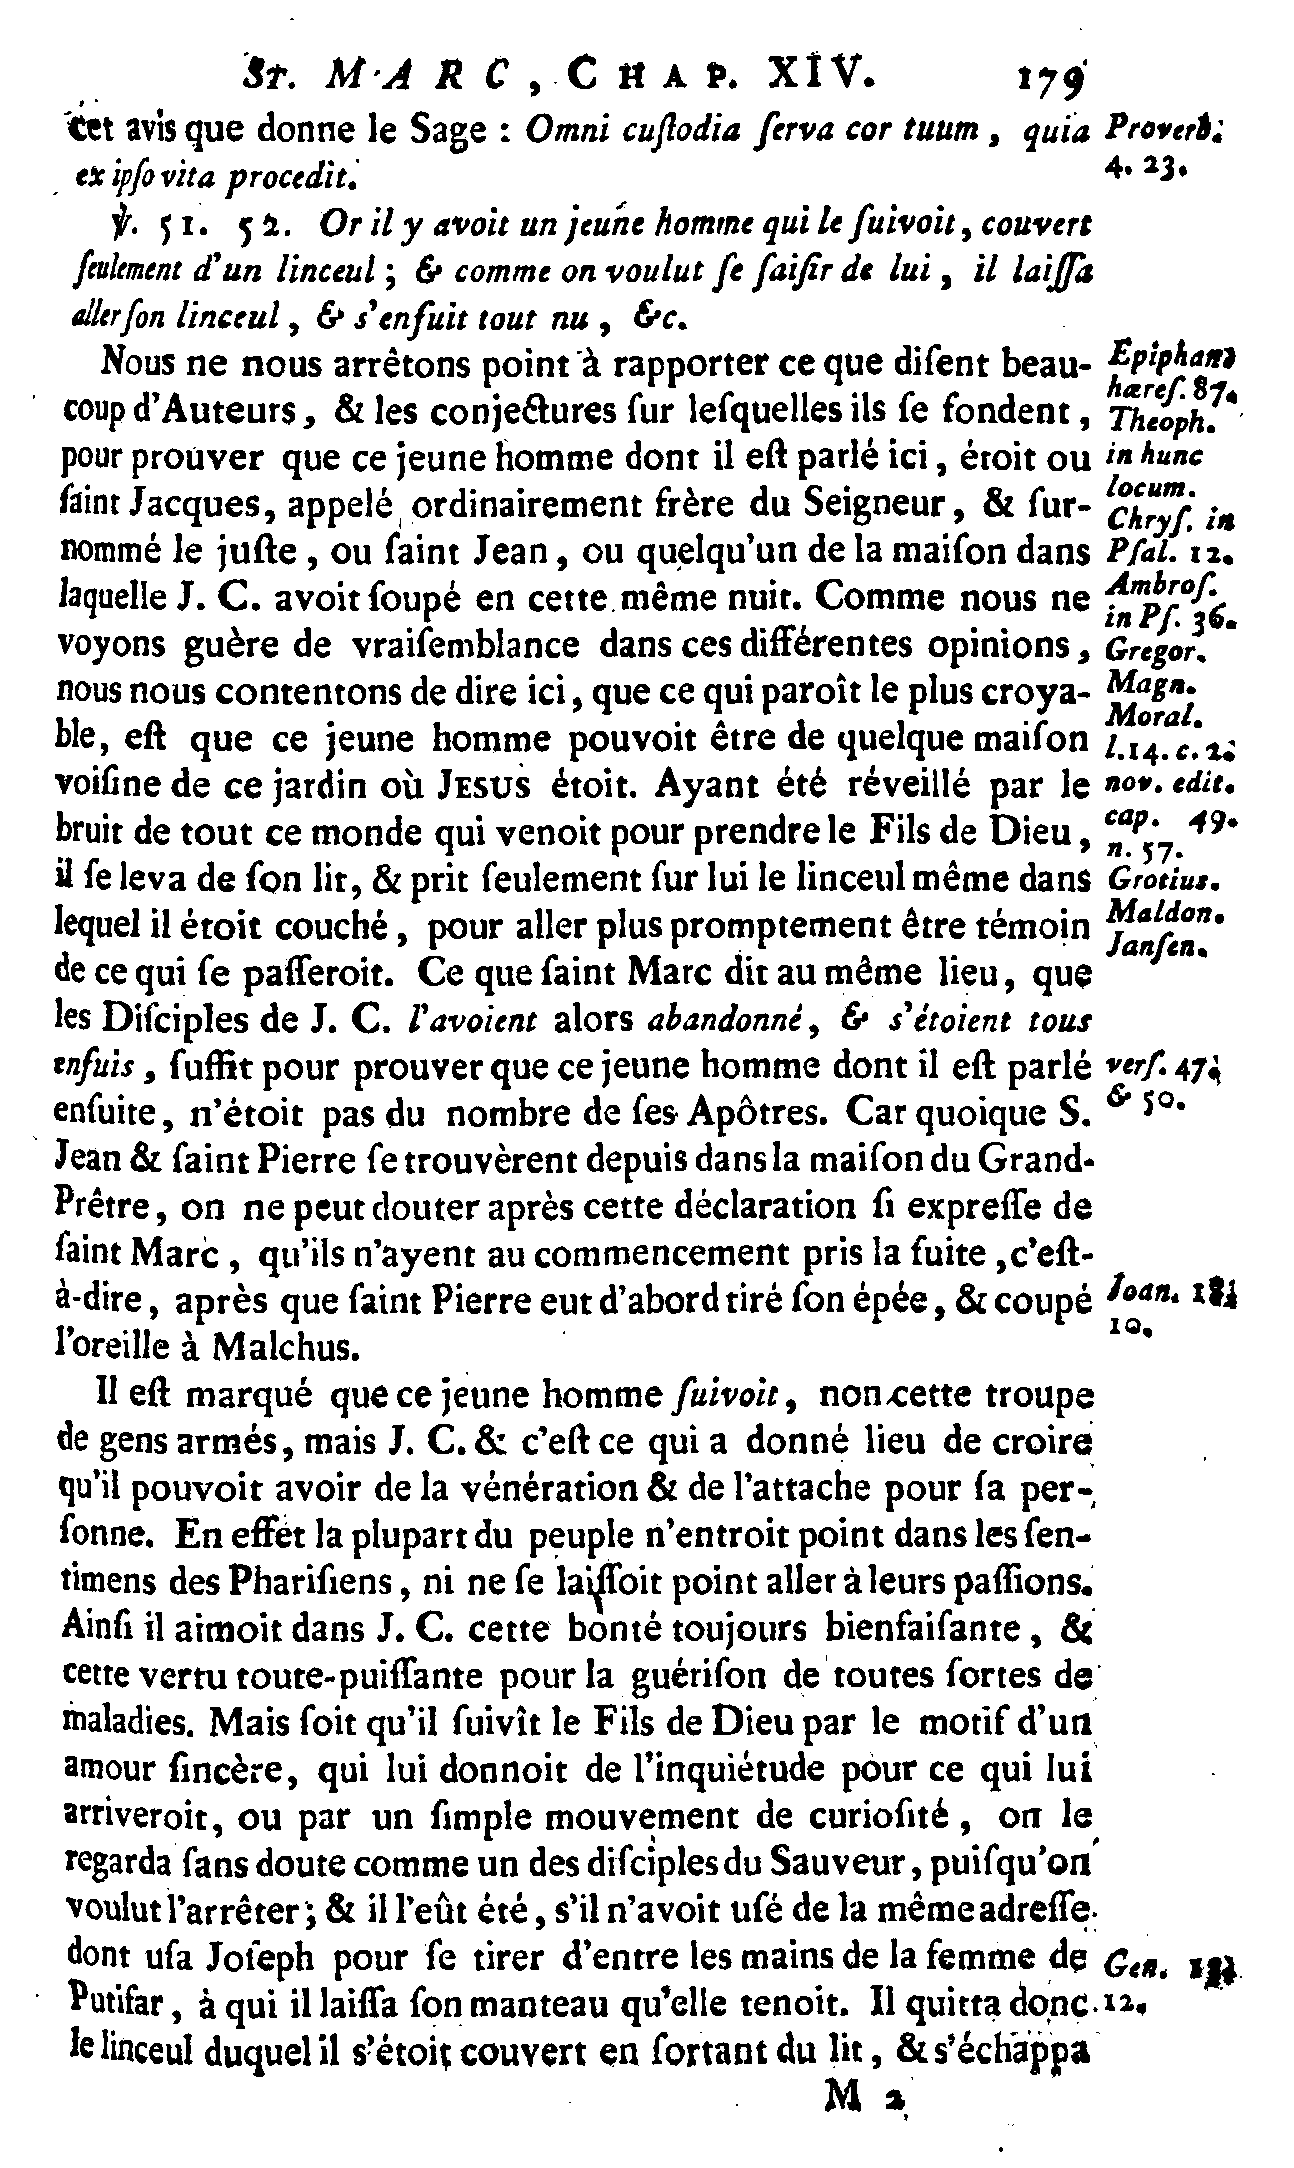 St. MARC, CHAP. XIV. 179
cet avis que donne le Sage : Omni cuſtodia ſerva cor tuum, quia
ex ipſo vita procedit.
Proverb.
4. 23.
℣. 51. 52. Or il y avoit un jeune homme qui le ſuivoit, couvert
ſeulement d'un linceul ; & comme on voulut ſe ſaiſir de lui, il laiſſa
aller ſon linceul, & s'enfuit tout nu, &c.
Nous ne nous arrêtons point à rapporter ce que diſent beau-
coup d'Auteurs, & les conjectures ſur leſquelles ils ſe fondent,
pour prouver que ce jeune homme dont il eſt parlé ici, étoit ou
ſaint Jacques, appelé ordinairement frère du Seigneur, & ſur-
nommé le juſte, ou ſaint Jean, ou quelqu'un de la maiſon dans
laquelle J. C. avoit ſoupé en cette même nuit. Comme nous ne
voyons guère de vraiſemblance dans ces différentes opinions,
nous nous contentons de dire ici, que ce qui paroît le plus croya-
ble, eſt que ce jeune homme pouvoit être de quelque maiſon
voiſine de ce jardin où JESUS étoit. Ayant été réveillé par le
bruit de tout ce monde qui venoit pour prendre le Fils de Dieu,
il ſe leva de ſon lit, & prit ſeulement ſur lui le linceul même dans
lequel il étoit couché, pour aller plus promptement être témoin
de ce qui ſe paſſeroit. Ce que ſaint Marc dit au même lieu, que
les Diſciples de J. C. l'avoient alors abandonné, & s'étoient tous
enfuis, ſuffit pour prouver que ce jeune homme dont il eſt parlé
enſuite, n'étoit pas du nombre de ſes Apôtres. Car quoique S.
Jean & ſaint Pierre ſe trouvèrent depuis dans la maiſon du Grand-
Prêtre, on ne peut douter après cette déclaration ſi expreſſe de
ſaint Marc, qu'ils n'ayent au commencement pris la fuite, c'eſt-
à-dire, après que ſaint Pierre eut d'abord tiré ſon épée, & coupé
l'oreille à Malchus.
Epiphan.
hæreſ. 87.
Theoph.
in hunc
locum.
Chryſ. in
Pſal. 12.
Ambroſ.
in Pſ. 36.
Gregor.
Magn.
Moral.
l. 14. c. 2.
nov. edit.
cap. 49.
n. 57.
Grotius.
Maldon.
Janſen.
verſ. 47.
& 50.
Joan. 18.
10.
Il eſt marqué que ce jeune homme ſuivoit, non cette troupe
de gens armés, mais J. C. & c'eſt ce qui a donné lieu de croire
qu'il pouvoit avoir de la vénération & de l'attache pour ſa per-
ſonne. En effet la plupart du peuple n'entroit point dans les ſen-
timens des Phariſiens, ni ne ſe laiſſoit point aller à leurs paſſions.
Ainſi il aimoit dans J. C. cette bonté toujours bienfaiſante, &
cette vertu toute-puiſſante pour la guériſon de toutes ſortes de
maladies. Mais ſoit qu'il ſuivît le Fils de Dieu par le motif d'un
amour ſincère, qui lui donnoit de l'inquiétude pour ce qui lui
arriveroit, ou par un ſimple mouvement de curioſité, on le
regarda ſans doute comme un des diſciples du Sauveur, puiſqu'on
voulut l'arrêter ; & il l'eût été, s'il n'avoit uſé de la même adreſſe
dont uſa Joſeph pour ſe tirer d'entre les mains de la femme de
Putifar, à qui il laiſſa ſon manteau qu'elle tenoit. Il quitta donc
le linceul duquel il s'étoit couvert en ſortant du lit, & s'échappa
Gen.
12.
M 2